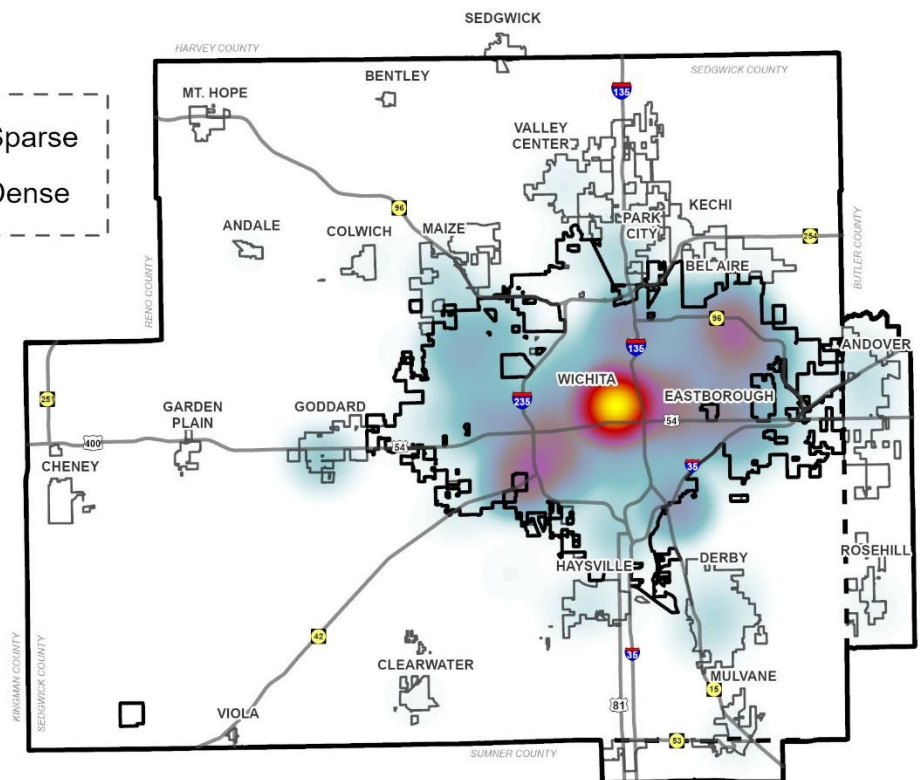 SEDGWICK
HARVEY COUNTY
SEDGWICK COUNTY
BENTLEY
MT. HOPE
135
Sparse
Dense
VALLEY
CENTER
96
KECHI
PARK
CITY
ANDALE
COLWICH
MAIZE
254
BEL AIRE
RENO COUNTY
BUTLER COUNTY
96
135
ANDOVER
WICHITA
EASTBOROUGH
251
235
GARDEN
PLAIN
GODDARD
54
400
54
CHENEY
35
HAYSVILLE
DERBY
ROSEHILL
42
35
CLEARWATER
KINGMAN COUNTY
SEDGWICK COUNTY
MULVANE
15
81
VIOLA
53
SUMNER COUNTY